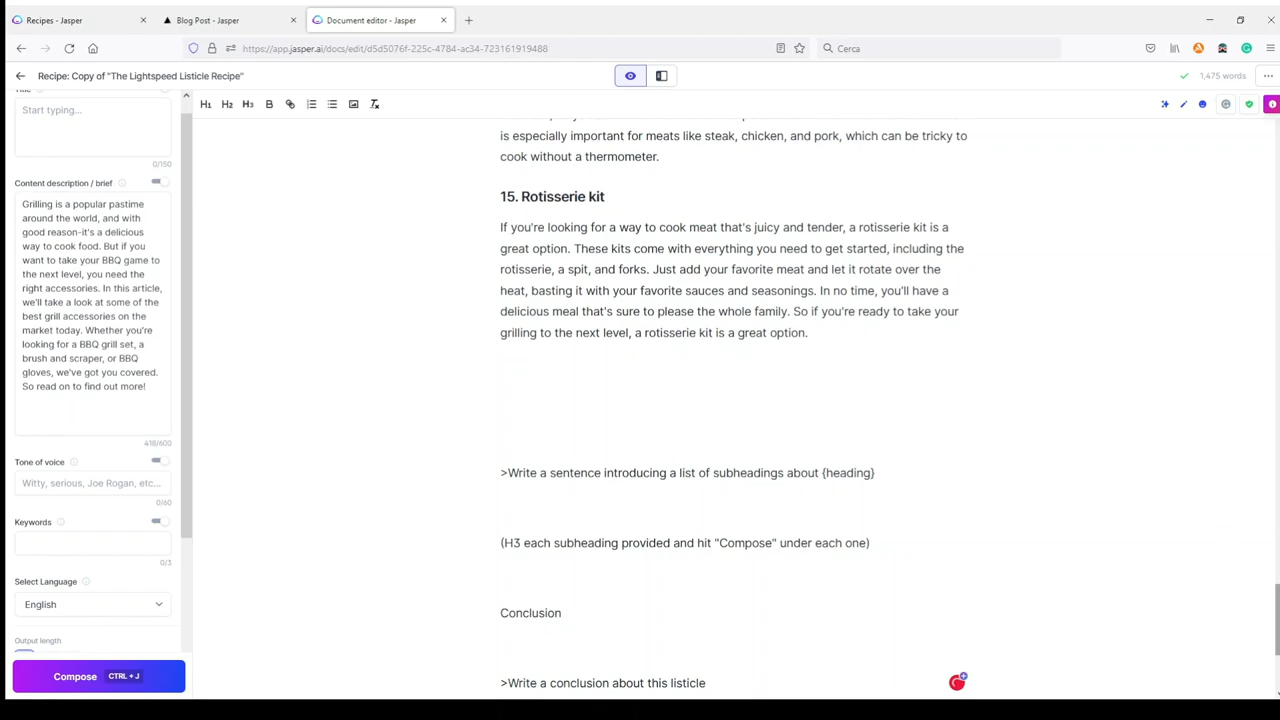 Recipes - Jasper
Blog Post - Jasper
Document editor - Jasper
https://app.jasper.ai/docs/edit/d5d5076f-225c-4784-ac34-723161919488
Cerca
Recipe: Copy of "The Lightspeed Listicle Recipe"
1,475 words
Title
Start typing...
0/150
Content description / brief
Grilling is a popular pastime
around the world, and with
good reason-it's a delicious
way to cook food. But if you
want to take your BBQ game to
the next level, you need the
right accessories. In this article,
we'll take a look at some of the
best grill accessories on the
market today. Whether you're
looking for a BBQ grill set, a
brush and scraper, or BBQ
gloves, we've got you covered.
So read on to find out more!
418/600
Tone of voice
Witty, serious, Joe Rogan, etc...
0/60
Keywords
0/3
Select Language
English
Output length
Compose CTRL + J
H1 H2 H3 B
is especially important for meats like steak, chicken, and pork, which can be tricky to
cook without a thermometer.
15. Rotisserie kit
If you're looking for a way to cook meat that's juicy and tender, a rotisserie kit is a
great option. These kits come with everything you need to get started, including the
rotisserie, a spit, and forks. Just add your favorite meat and let it rotate over the
heat, basting it with your favorite sauces and seasonings. In no time, you'll have a
delicious meal that's sure to please the whole family. So if you're ready to take your
grilling to the next level, a rotisserie kit is a great option.
>Write a sentence introducing a list of subheadings about {heading}
(H3 each subheading provided and hit "Compose" under each one)
Conclusion
>Write a conclusion about this listicle